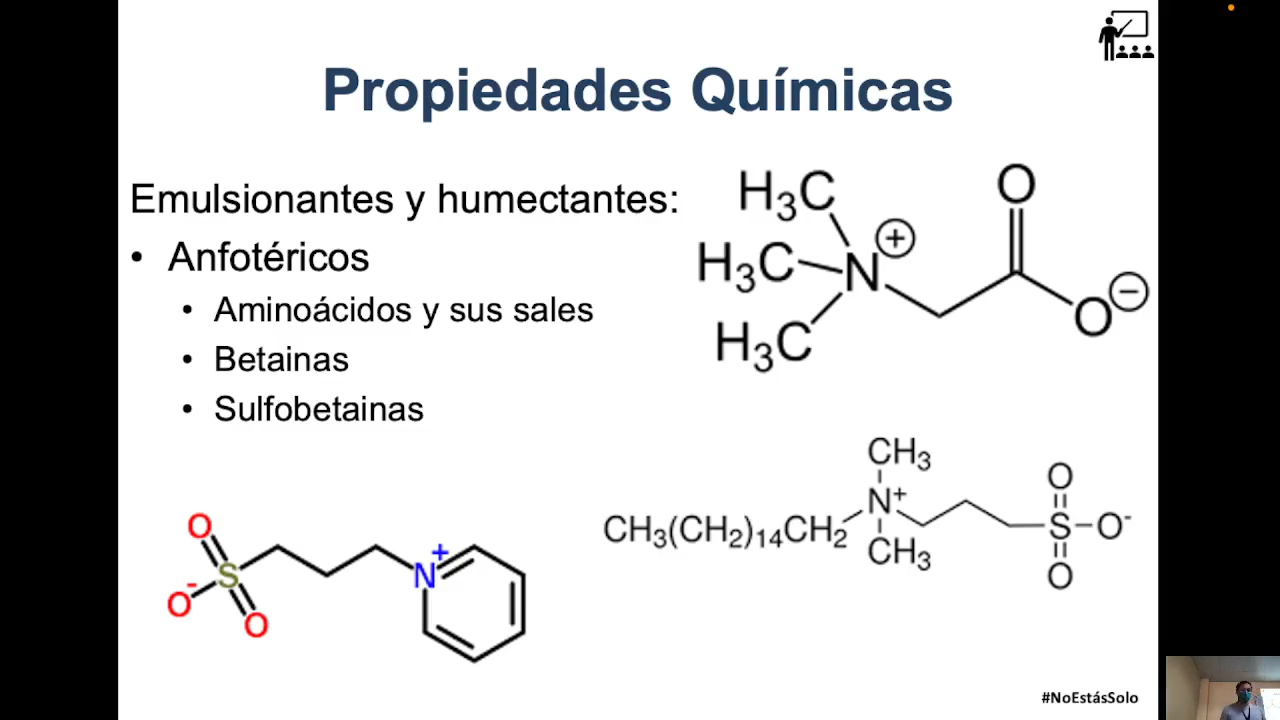 Propiedades Químicas
Emulsionantes y humectantes:
• Anfotéricos
• Aminoácidos y sus sales
• Betainas
• Sulfobetainas
H₃C
H₃C
H₃C
N
+
O
O
−
CH₃
N⁺
CH₃(CH₂)₁₄CH₂
CH₃
O
S
O⁻
O
O
S
O⁻
O
N
+
#NoEstásSolo